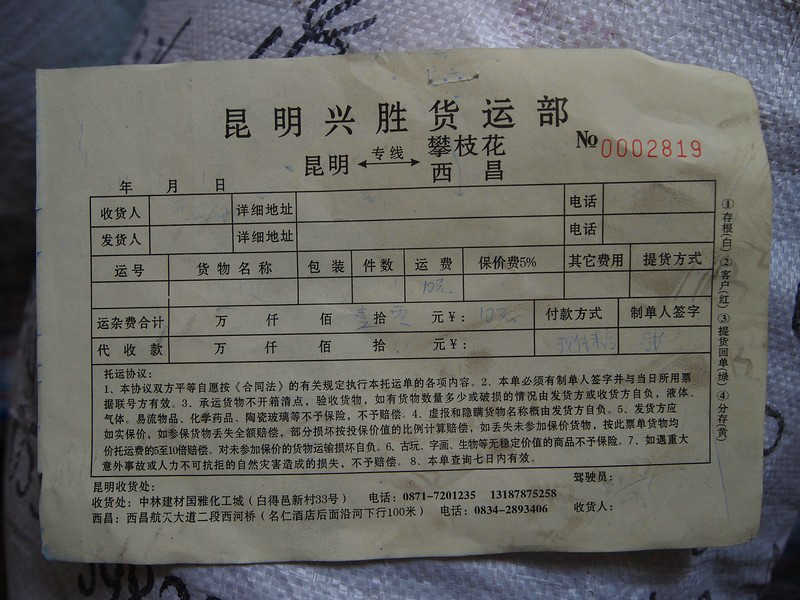 昆明兴胜货运部
昆明 专线 攀枝花
西昌
No 0002819
年 月 日
收货人 详细地址 电话
发货人 详细地址 电话
运号 货物名称 包装 件数 运费 保价费5% 其它费用 提货方式
运杂费合计 万 仟 佰 壹拾 元¥: 付款方式 制单人签字
代收款 万 仟 佰 拾 元¥:
托运协议:
1、本协议双方平等自愿按《合同法》的有关规定执行本托运单的各项内容。2、本单必须有制单人签字并与当日所用票
据联号方有效。3、承运货物不开箱清点,验收货物,如有货物数量多少或破损的情况由发货方或收货方自负,液体、
气体、易流物品、化学药品、陶瓷玻璃等不予保险,不予赔偿。4、虚报和隐瞒货物名称概由发货方自负。5、发货方应
如实保价,如参保货物丢失全额赔偿,部分损坏按投保价值的比例计算赔偿,如丢失未参加保价货物,按此票单货物均
价托运费的5至10倍赔偿。对未参加保价的货物运输损坏自负。6、古玩、字画、生物等无稳定价值的商品不予保险。7、如遇重大
意外事故或人力不可抗拒的自然灾害造成的损失,不予赔偿。8、本单查询七日内有效。
昆明收货处: 驾驶员:
收货处:中林建材国雅化工城(白得邑新村33号) 电话:0871-7201235 13187875258
西昌:西昌航天大道二段西河桥(名仁酒店后面沿河下行100米) 电话:0834-2893406 收货人:
①存根(白)②客户(红)③提货回单(绿)④分存(黄)